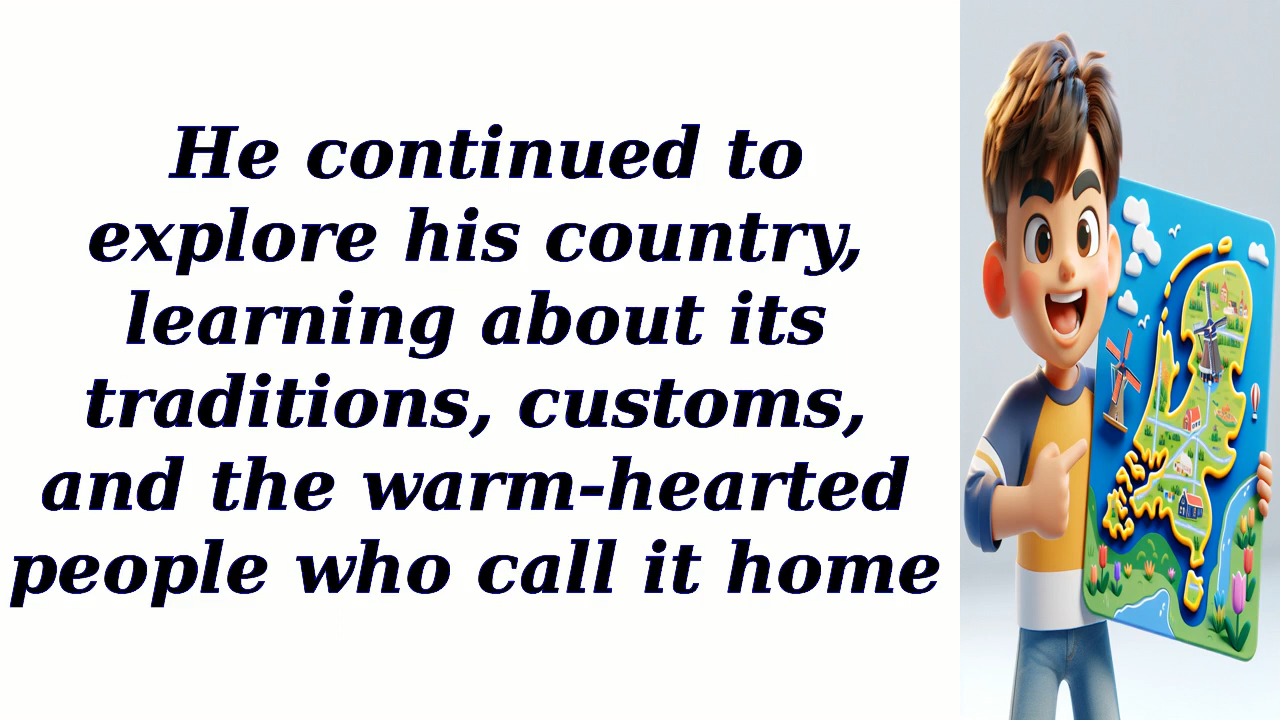 He continued to
explore his country,
learning about its
traditions, customs,
and the warm-hearted
people who call it home